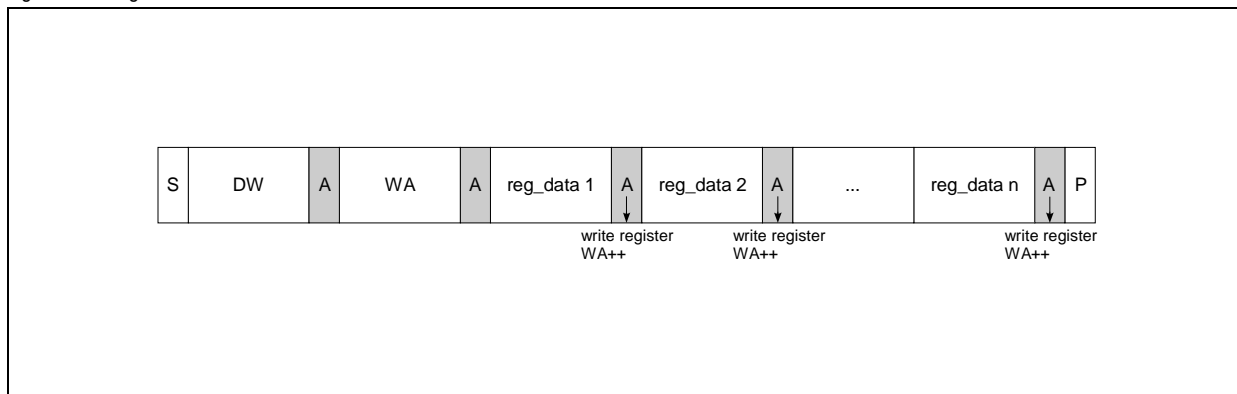 S DW A WA A reg_data 1 A reg_data 2 A ... reg_data n A P
write register write register write register
WA++ WA++ WA++